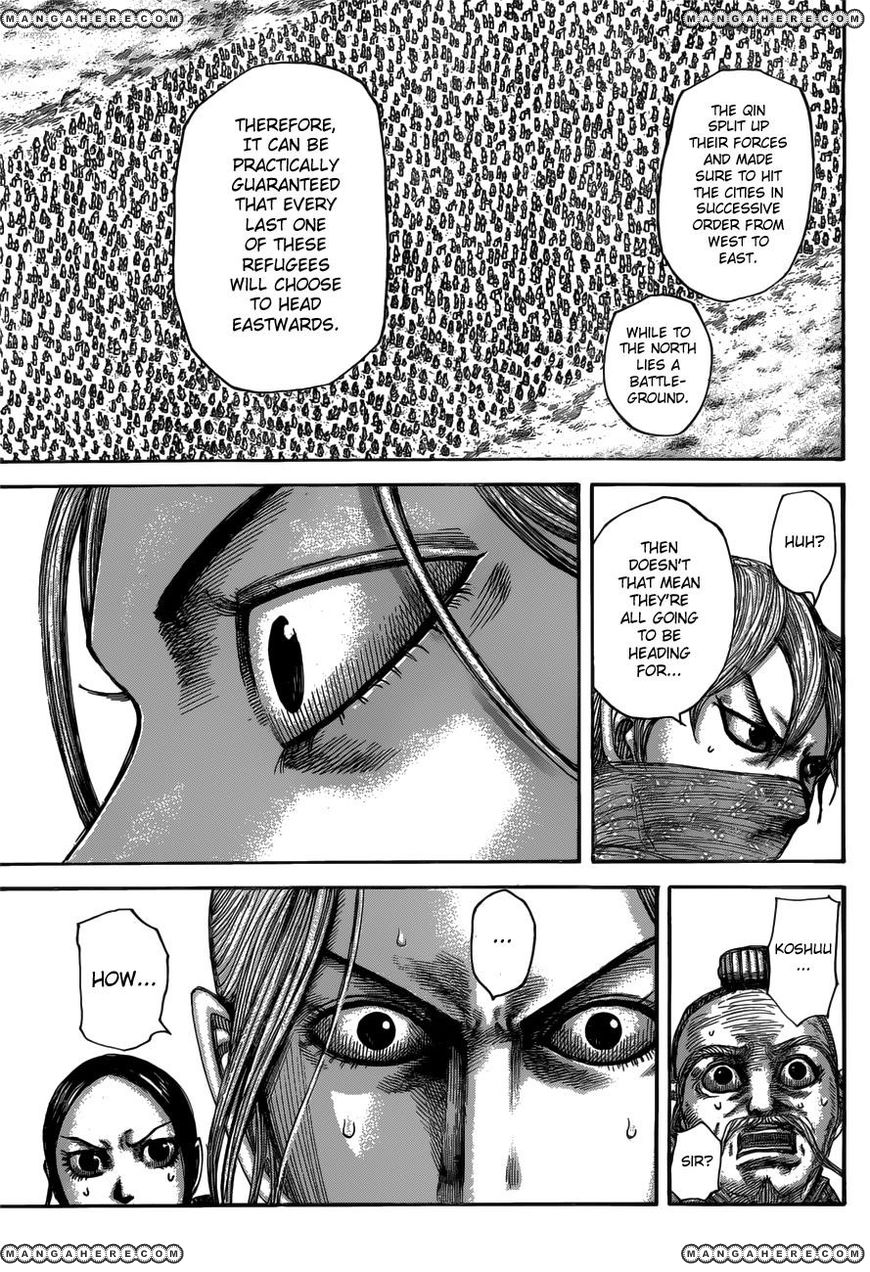 MANGAHERE.COM
MANGAHERE.COM
THE QIN
SPLIT UP
THEIR FORCES
AND MADE
SURE TO HIT
THE CITIES IN
SUCCESSIVE
ORDER FROM
WEST TO
EAST.
WHILE TO
THE NORTH
LIES A
BATTLE-
GROUND.
THEREFORE,
IT CAN BE
PRACTICALLY
GUARANTEED
THAT EVERY
LAST ONE
OF THESE
REFUGEES
WILL CHOOSE
TO HEAD
EASTWARDS.
HUH?
THEN
DOESN'T
THAT MEAN
THEY'RE
ALL GOING
TO BE
HEADING
FOR...
KOSHUU
...
SIR?
...
HOW...
MANGAHERE.COM
MANGAHERE.COM